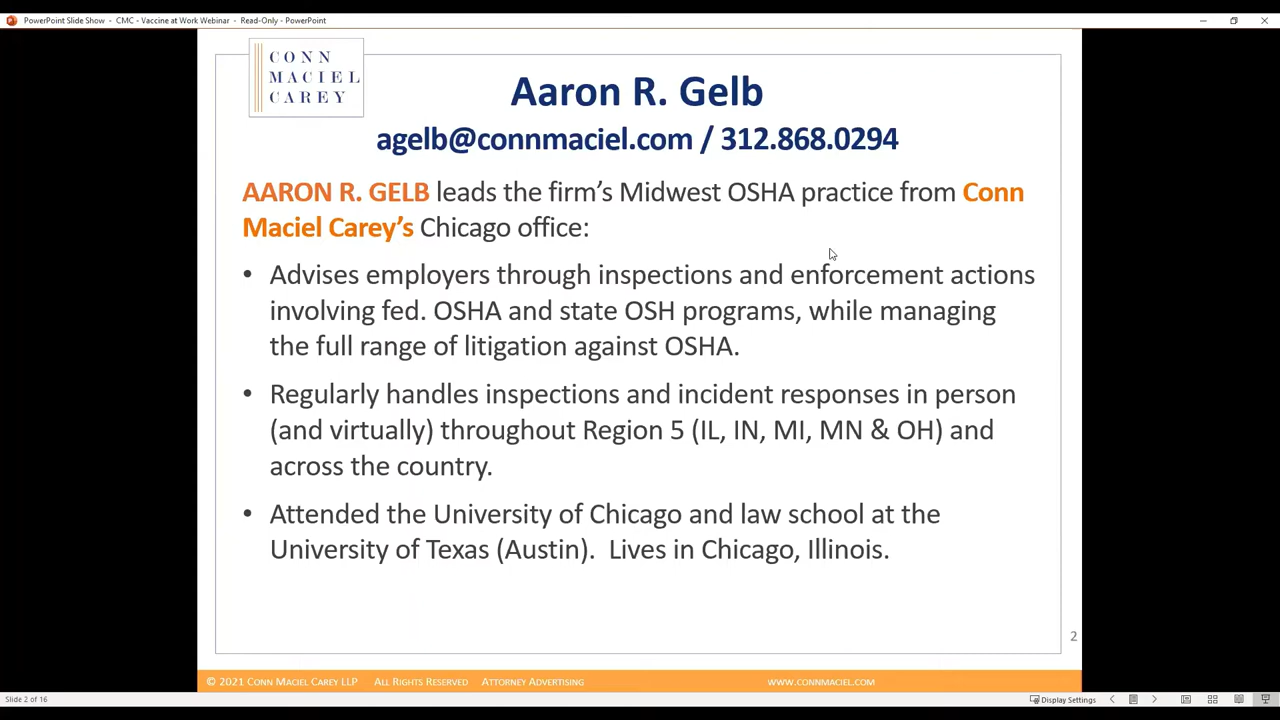 PowerPoint Slide Show - CMC - Vaccine at Work Webinar - Read-Only - PowerPoint
CONN
MACIEL
CAREY
Aaron R. Gelb
agelb@connmaciel.com / 312.868.0294
AARON R. GELB leads the firm's Midwest OSHA practice from Conn
Maciel Carey's Chicago office:
• Advises employers through inspections and enforcement actions
involving fed. OSHA and state OSH programs, while managing
the full range of litigation against OSHA.
• Regularly handles inspections and incident responses in person
(and virtually) throughout Region 5 (IL, IN, MI, MN & OH) and
across the country.
• Attended the University of Chicago and law school at the
University of Texas (Austin).  Lives in Chicago, Illinois.
2
© 2021 CONN MACIEL CAREY LLP ALL RIGHTS RESERVED ATTORNEY ADVERTISING WWW.CONNMACIEL.COM
Slide 2 of 16 Display Settings